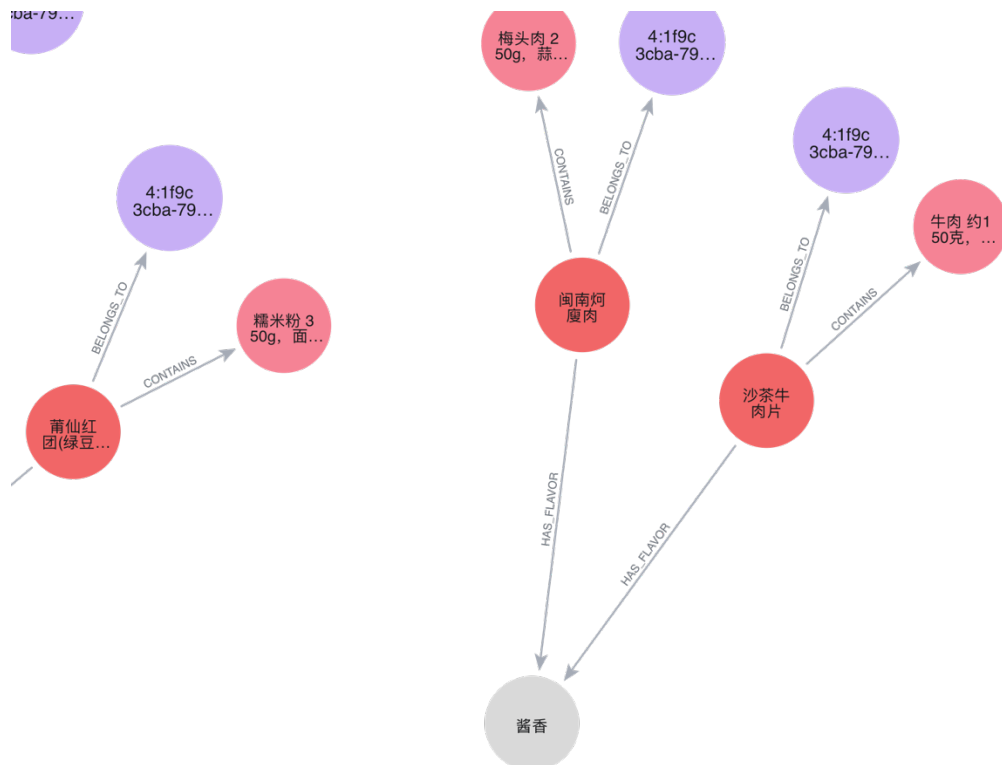 cba-79…
梅头肉 2
50g，蒜…
4:1f9c
3cba-79…
4:1f9c
3cba-79…
4:1f9c
3cba-79…
牛肉 约1
50克，…
CONTAINS
BELONGS_TO
BELONGS_TO
CONTAINS
闽南炣
廋肉
BELONGS_TO
糯米粉 3
50g，面…
CONTAINS
沙茶牛
肉片
莆仙红
团(绿豆…
HAS_FLAVOR
HAS_FLAVOR
酱香